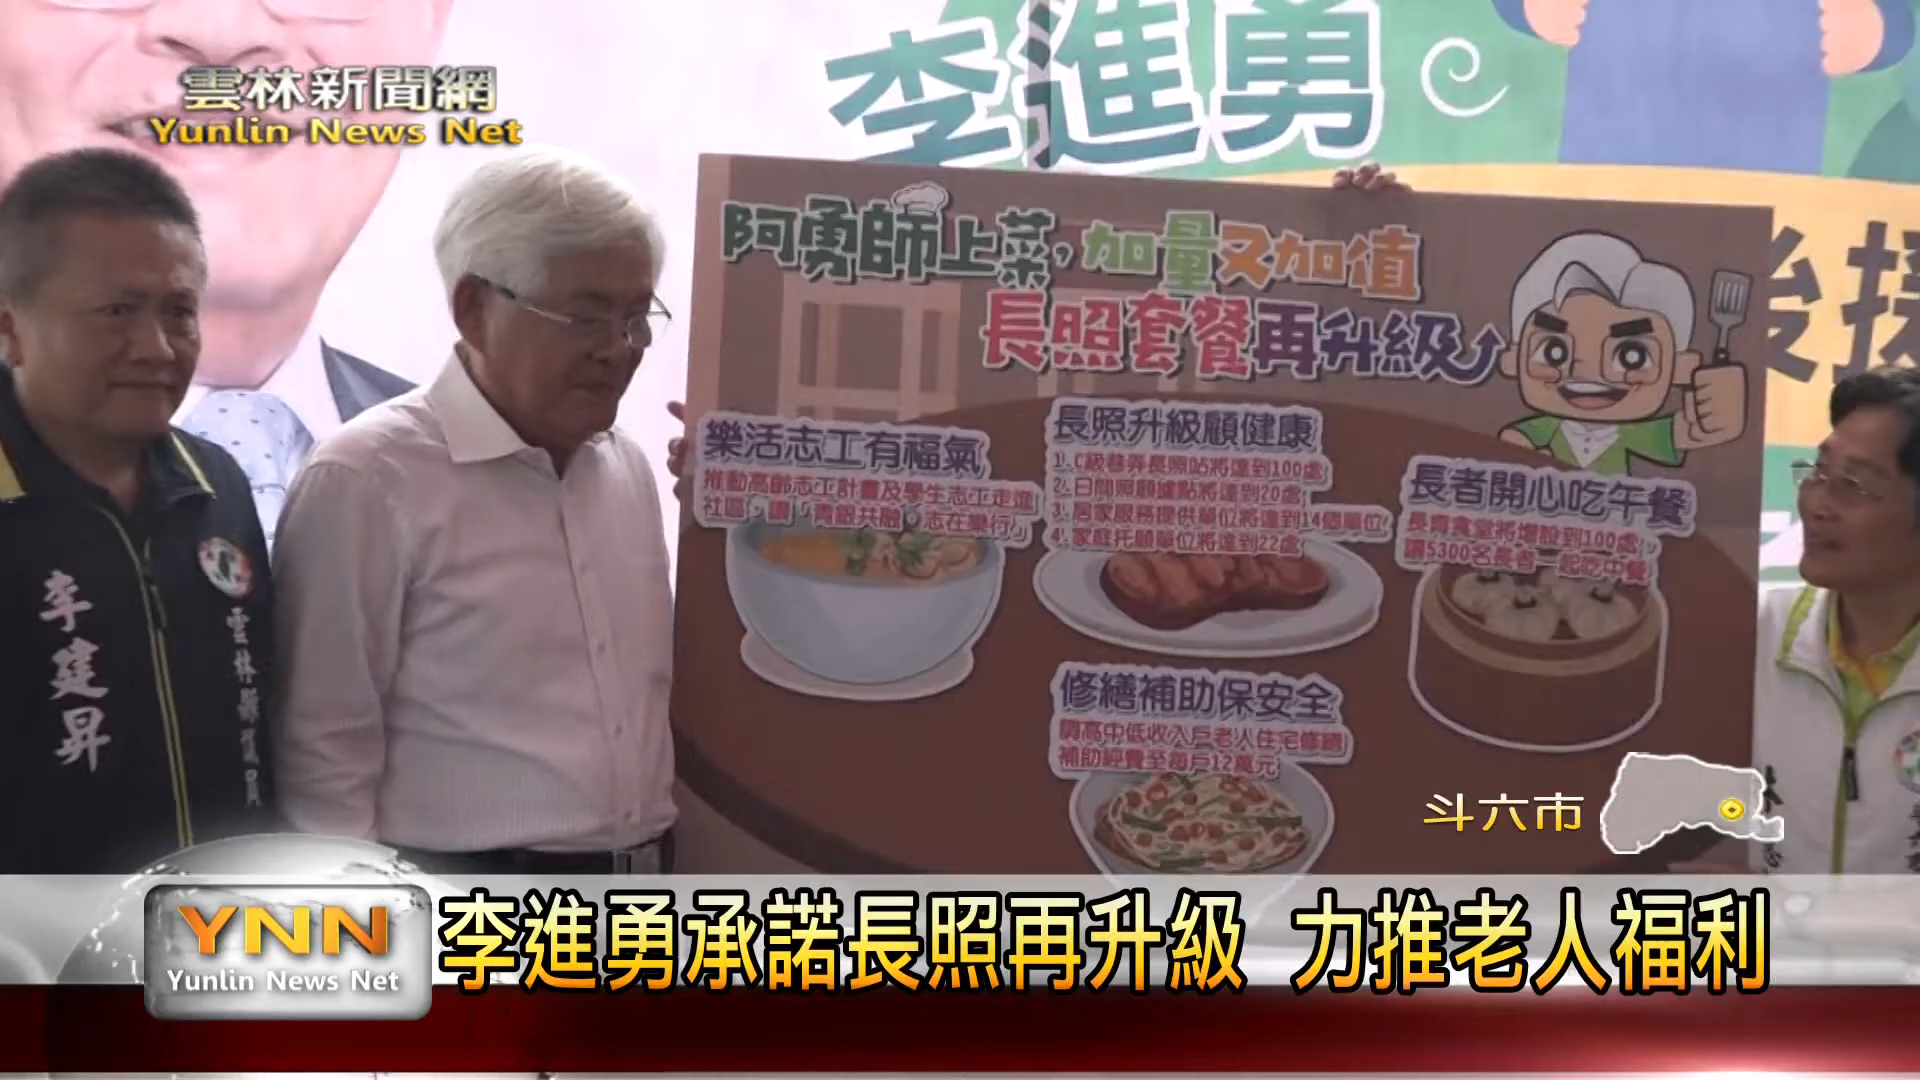 雲林新聞網
Yunlin News Net
李進勇
後援
阿勇師上菜,加量又加值
長照套餐再升級
樂活志工有福氣
推動高齡志工計畫及學生志工走進
社區,讓「青銀共融,志在樂行」
長照升級顧健康
1. C級巷弄長照站將達到100處
2. 日間照顧據點將達到20處
3. 居家服務提供單位將達到14個單位
4. 家庭托顧單位將達到22處
長者開心吃午餐
長青食堂將增設到100處,
讓5300名長者一起吃中餐
修繕補助保安全
調高中低收入戶老人住宅修繕
補助經費至每戶12萬元
李建昇
雲林縣議員
斗六市
YNN
Yunlin News Net
李進勇承諾長照再升級 力推老人福利